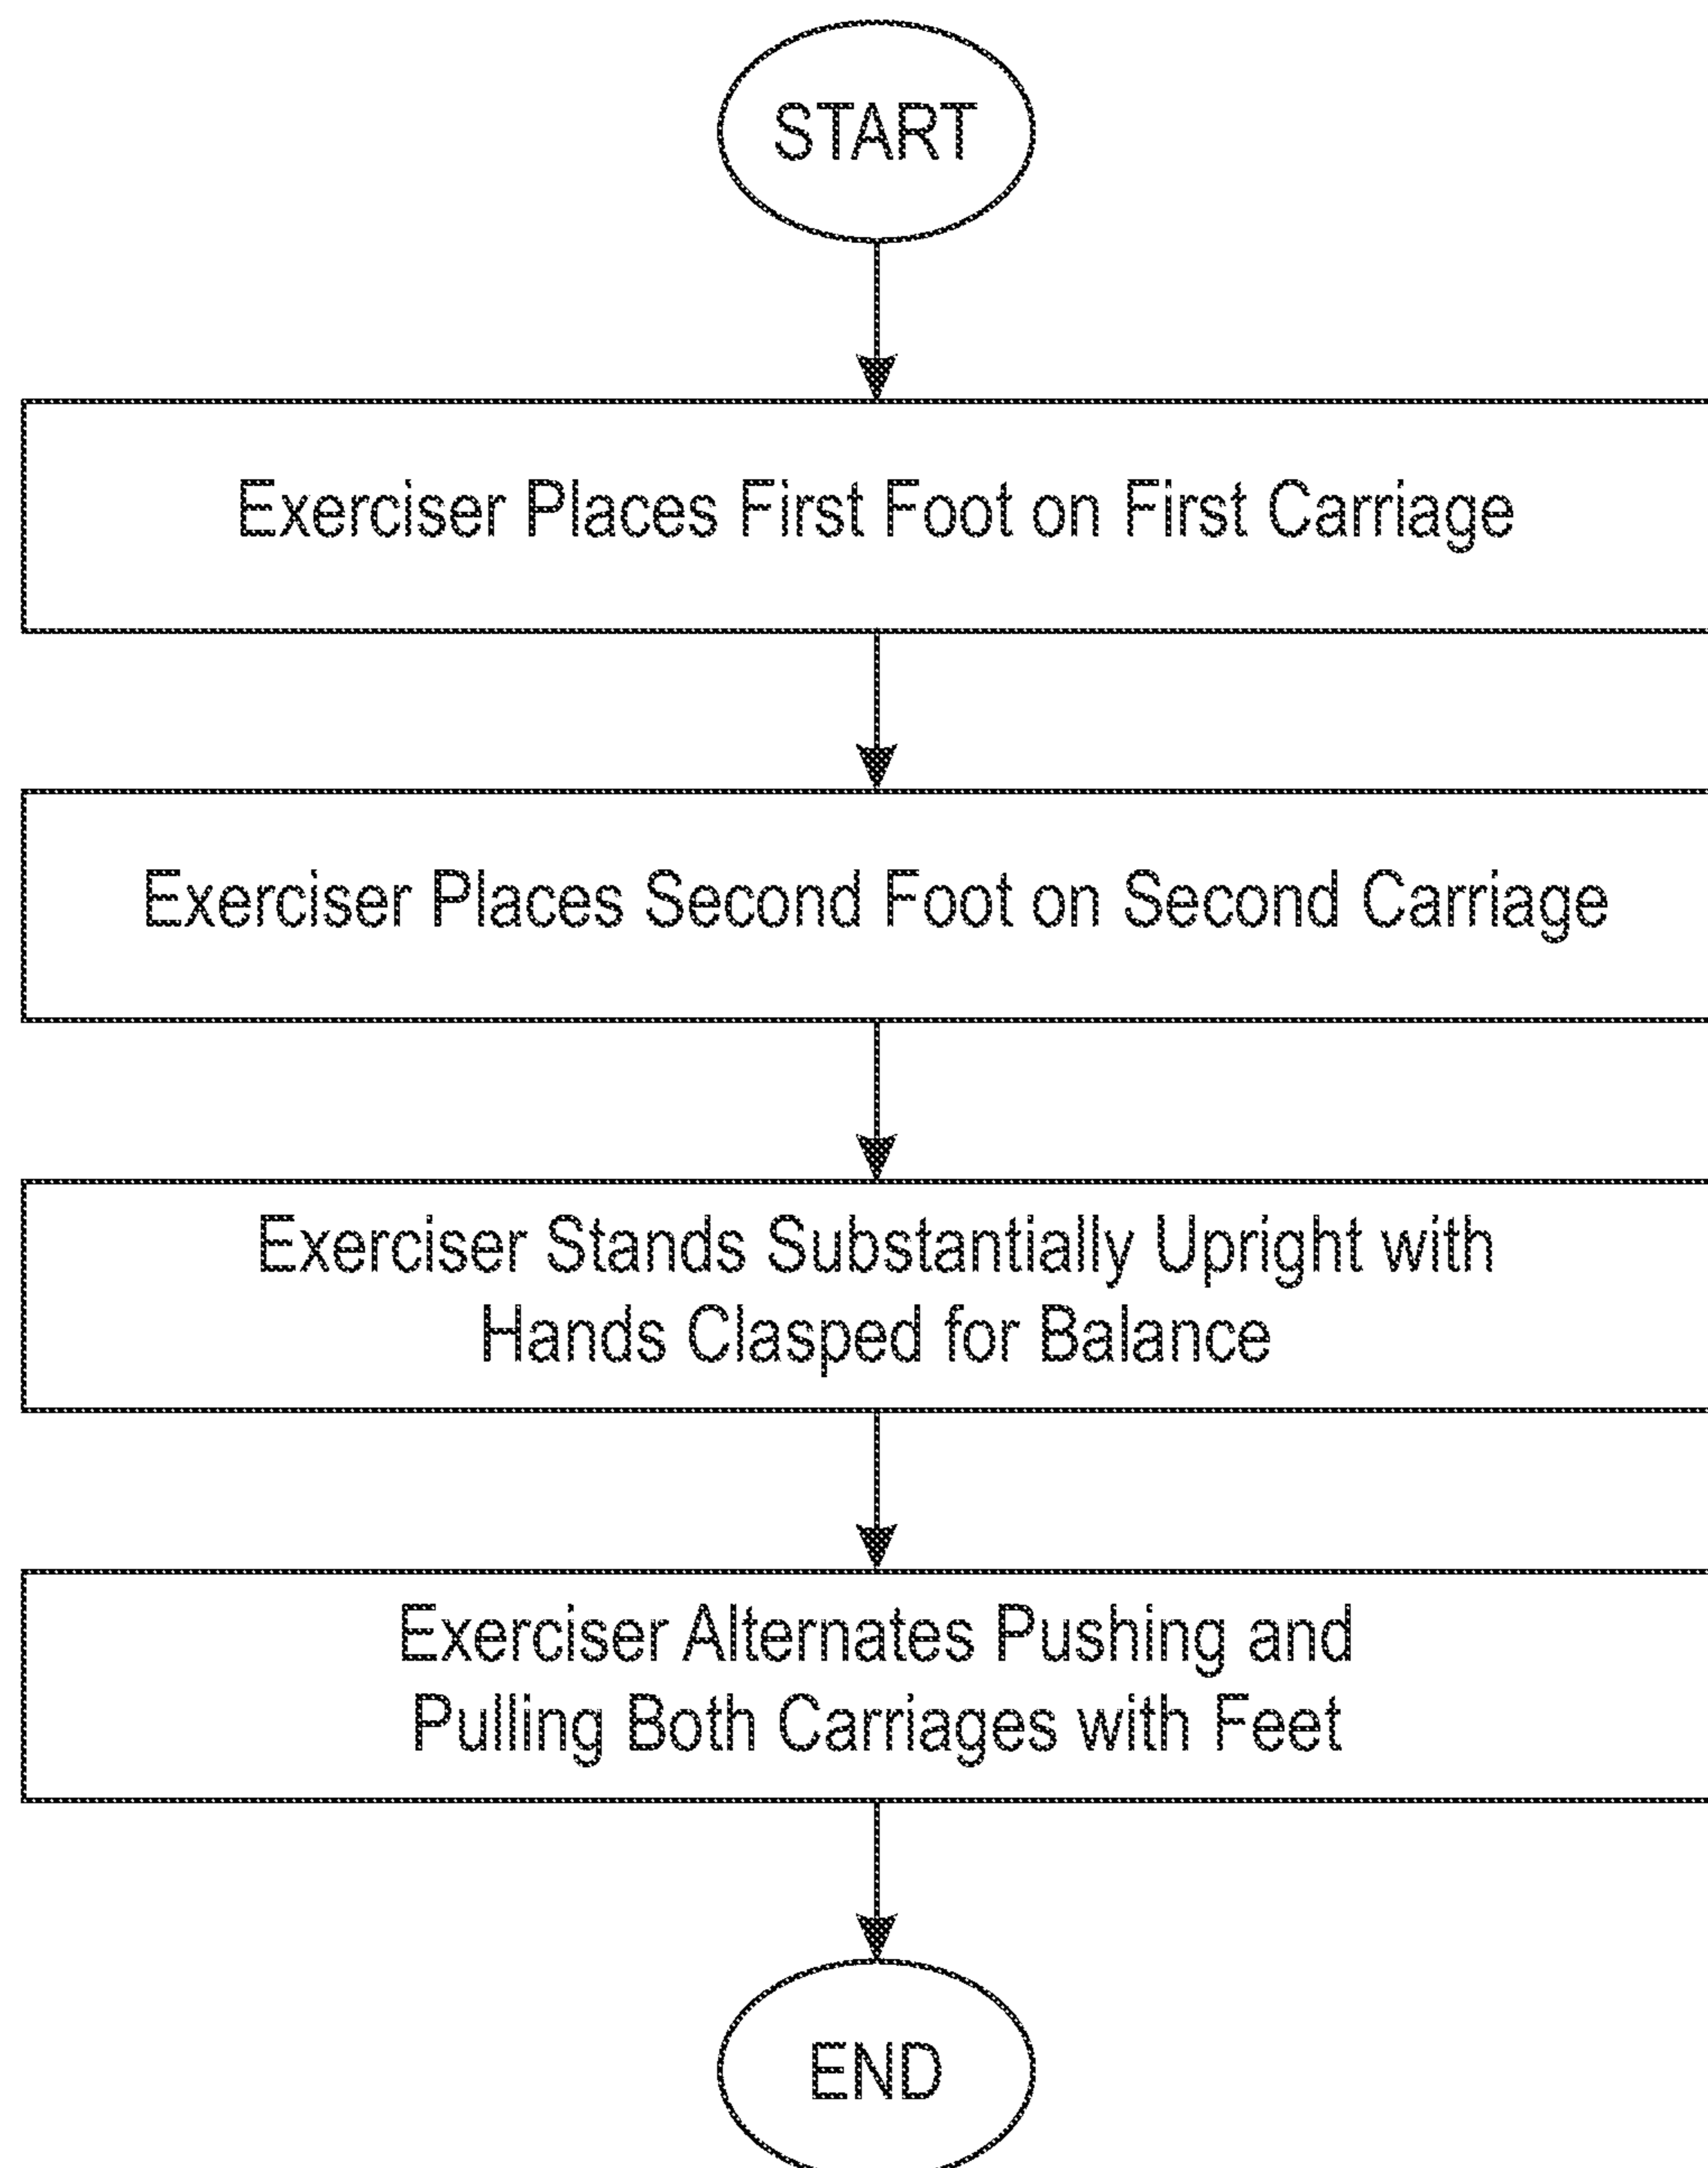 START
Exerciser Places First Foot on First Carriage
Exerciser Places Second Foot on Second Carriage
Exerciser Stands Substantially Upright with
Hands Clasped for Balance
Exerciser Alternates Pushing and
Pulling Both Carriages with Feet
END